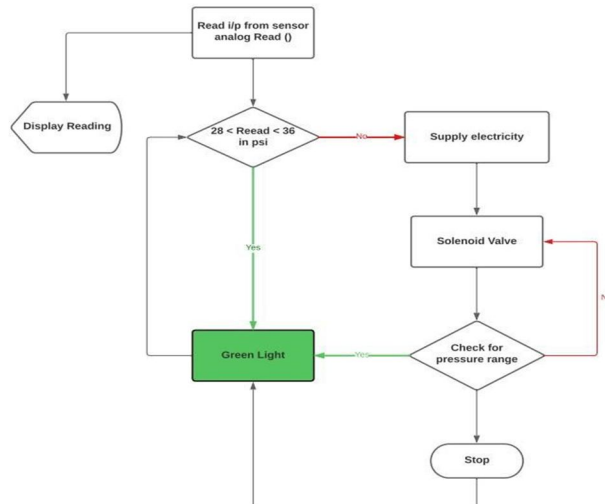 Read i/p from sensor
analog Read ()
Display Reading
28 < Reead < 36
in psi
No
Supply electricity
Yes
Solenoid Valve
Green Light
Yes
Check for
pressure range
N
Stop